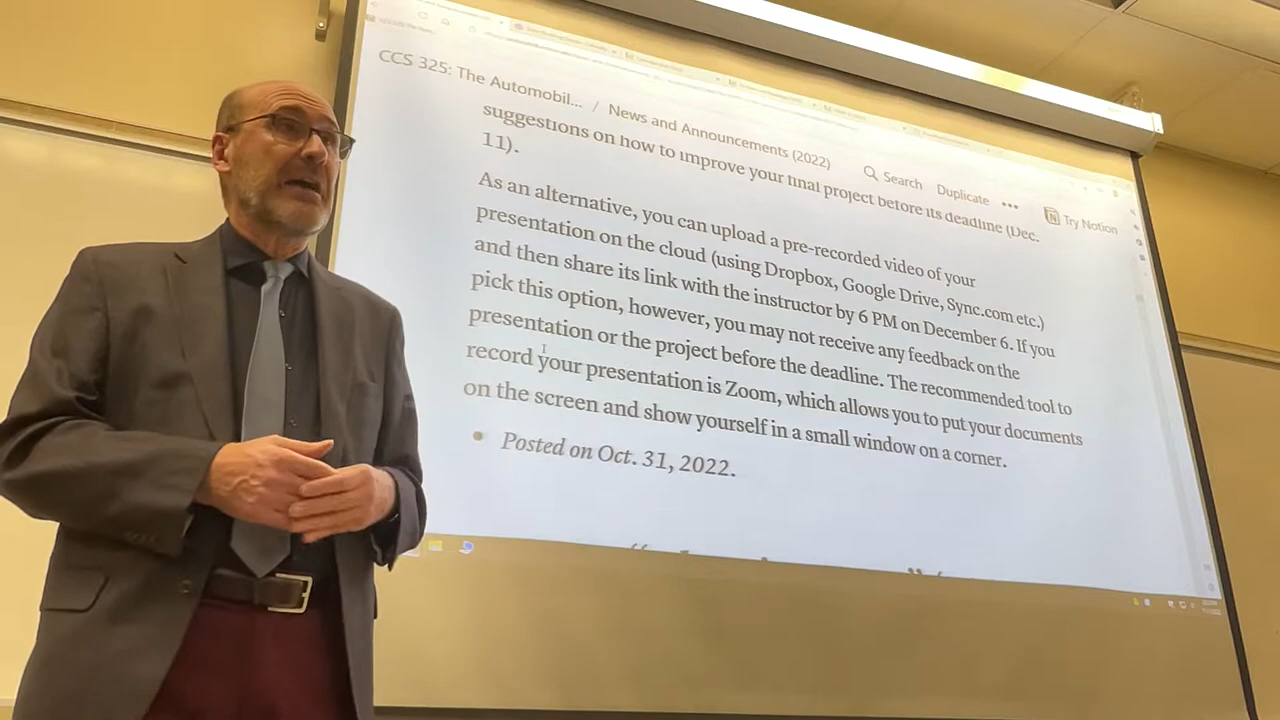 CCS 325: The Automobil... / News and Announcements (2022)
Search Duplicate ••• Try Notion
suggestions on how to improve your final project before its deadline (Dec.
11).
As an alternative, you can upload a pre-recorded video of your
presentation on the cloud (using Dropbox, Google Drive, Sync.com etc.)
and then share its link with the instructor by 6 PM on December 6. If you
pick this option, however, you may not receive any feedback on the
presentation or the project before the deadline. The recommended tool to
record your presentation is Zoom, which allows you to put your documents
on the screen and show yourself in a small window on a corner.
• Posted on Oct. 31, 2022.